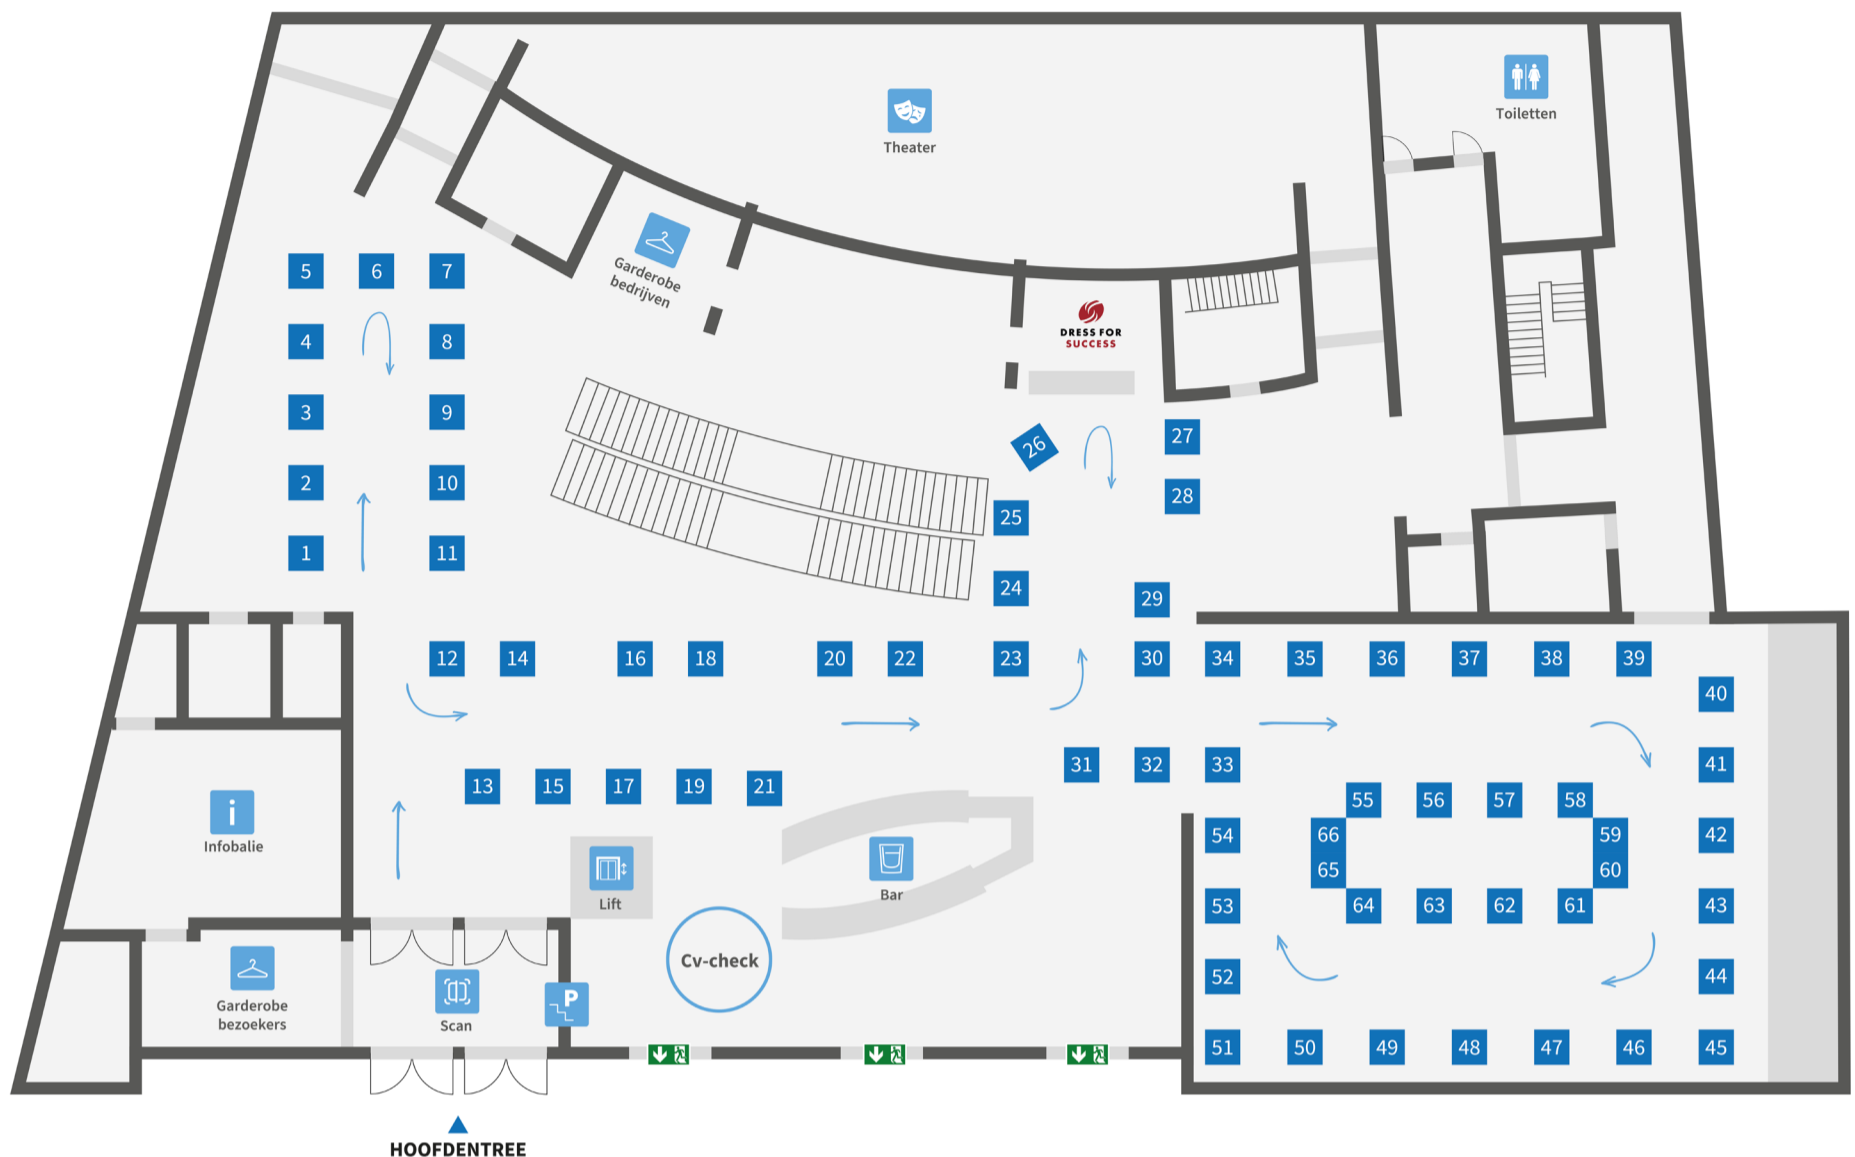 Toiletten
Theater
Garderobe
bedrijven
DRESS FOR
SUCCESS
5 6 7
4 8
3 9
2 10
1 11
26 27
28
25
24 29
12 14 16 18 20 22 23 30 34 35 36 37 38 39
40
31 32 33 41
13 15 17 19 21
55 56 57 58
54 66 59 42
65 60
53 64 63 62 61 43
52 44
51 50 49 48 47 46 45
i
Infobalie
Lift
Bar
Cv-check
Garderobe
bezoekers
Scan
P
HOOFDENTREE